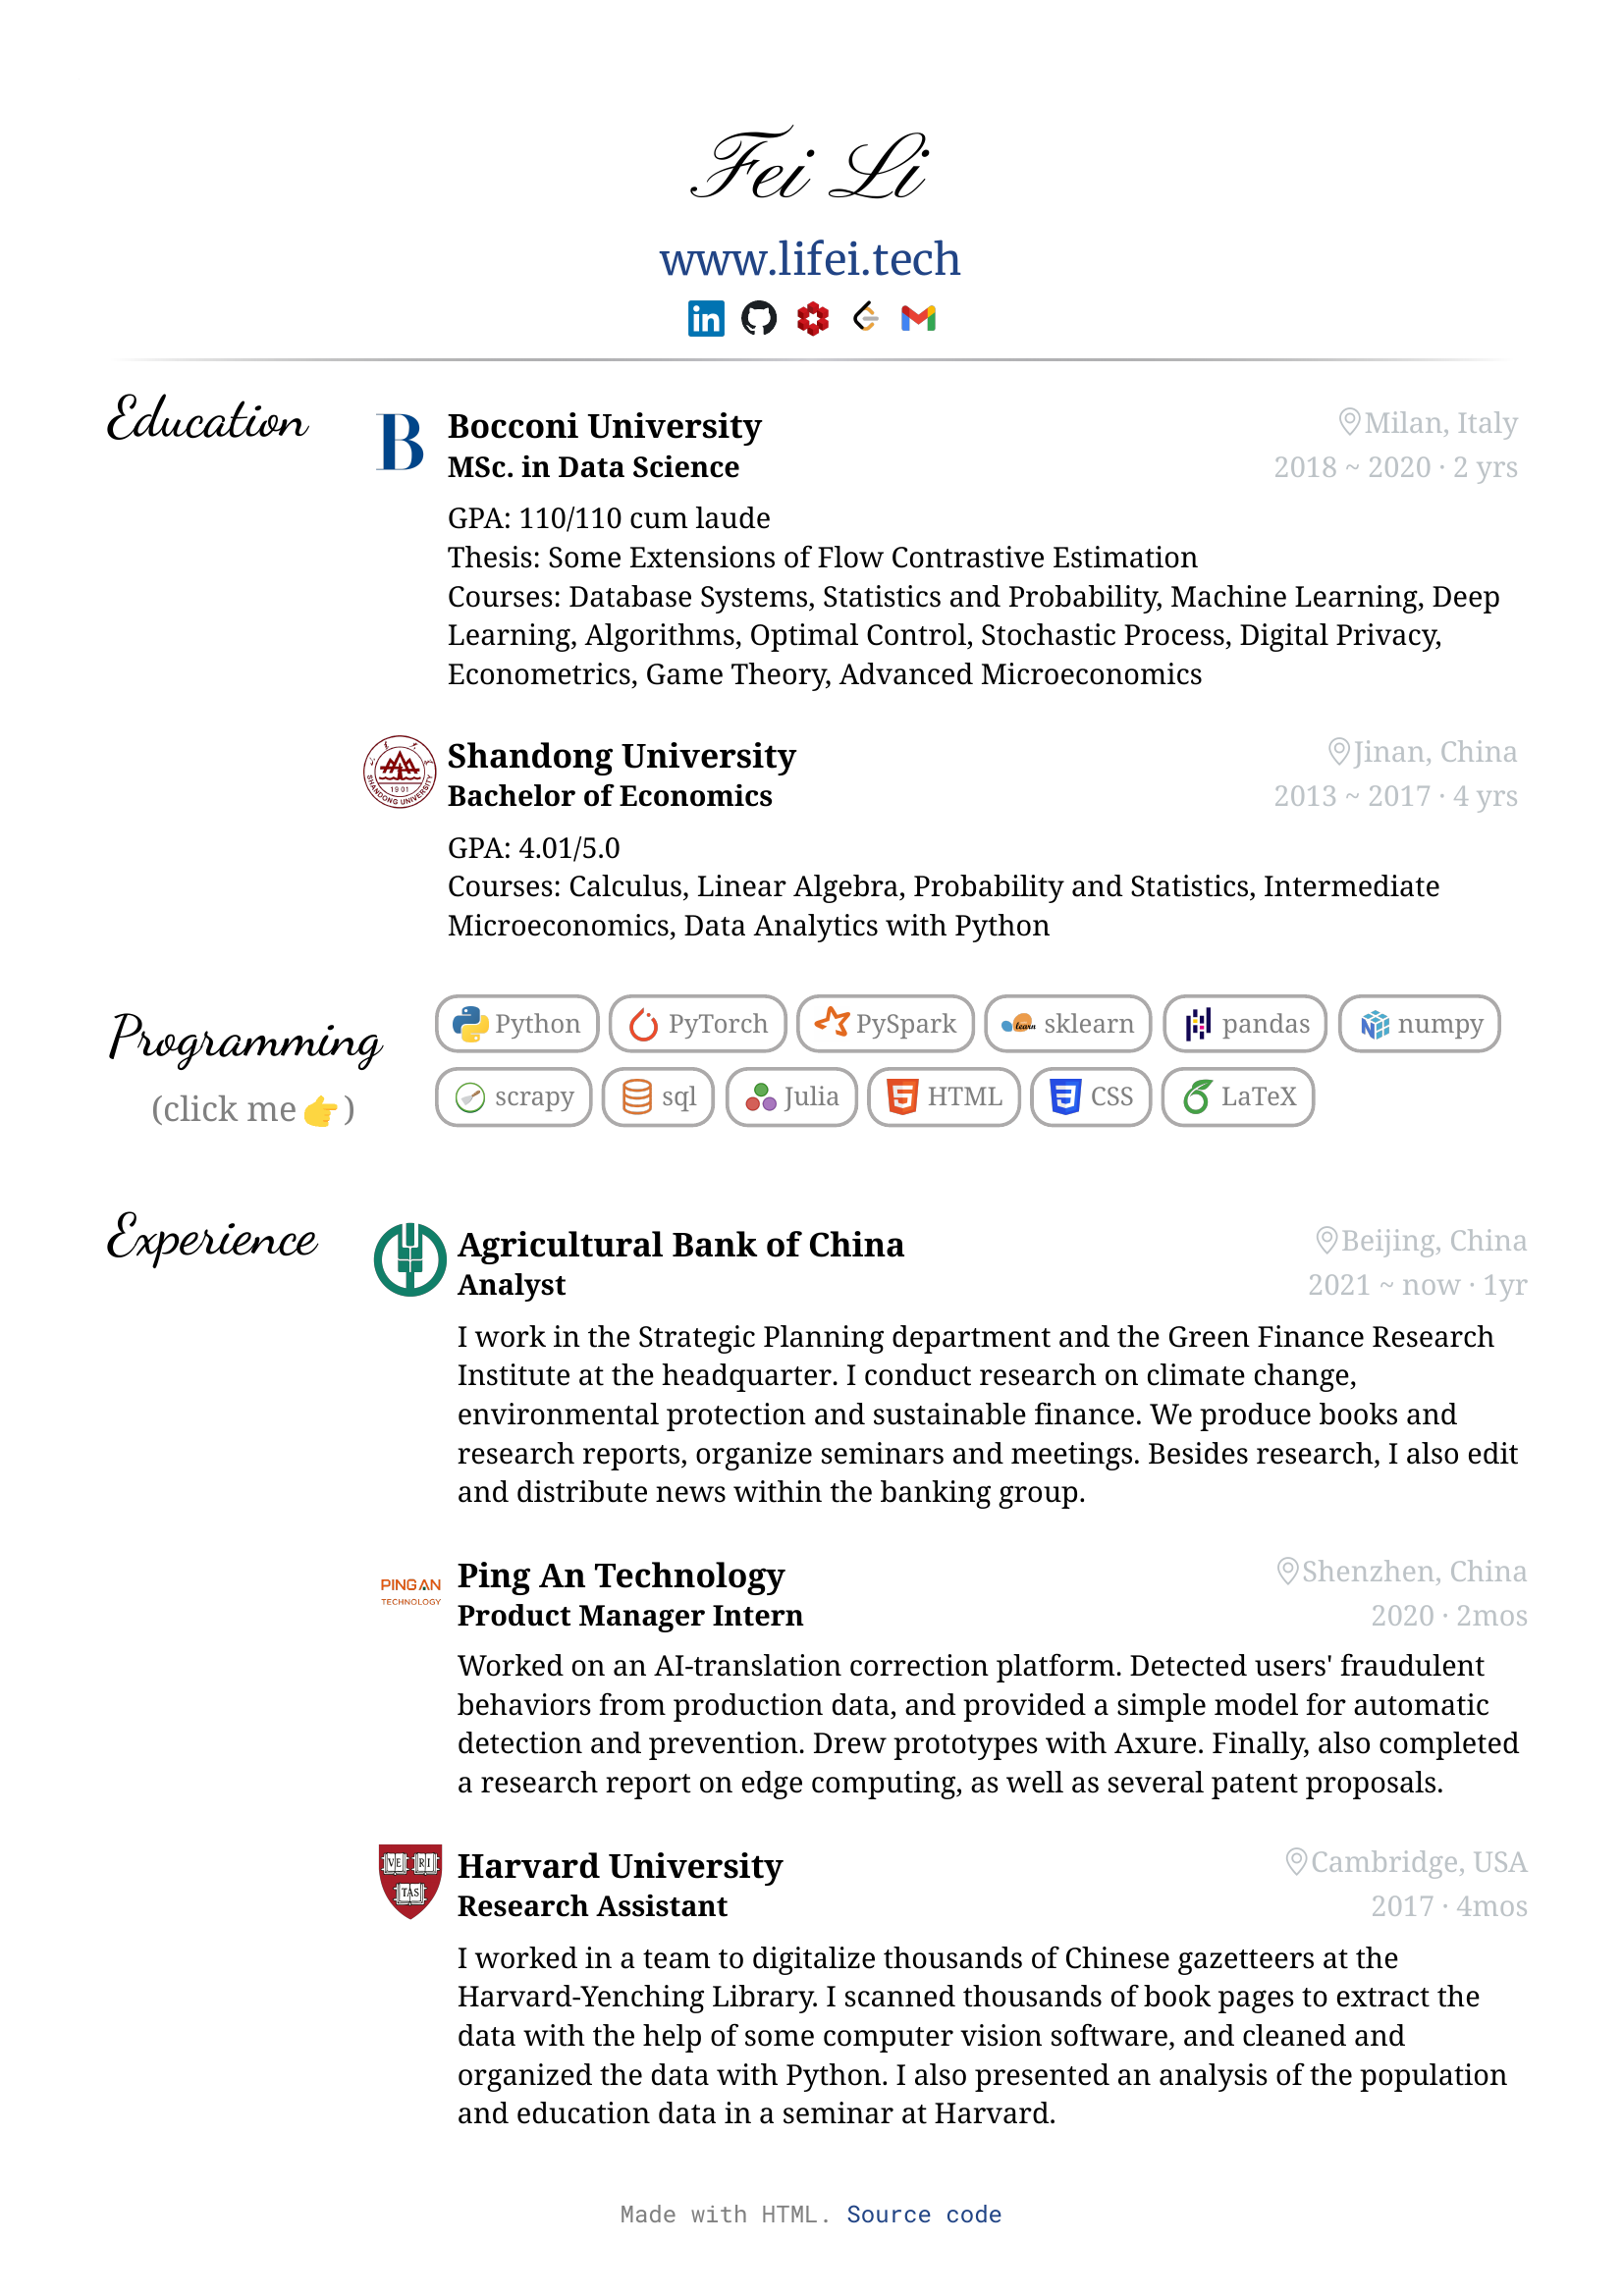 Fei Li
www.lifei.tech
Education
B
Bocconi University
Milan, Italy
MSc. in Data Science
2018 ~ 2020 · 2 yrs
GPA: 110/110 cum laude
Thesis: Some Extensions of Flow Contrastive Estimation
Courses: Database Systems, Statistics and Probability, Machine Learning, Deep
Learning, Algorithms, Optimal Control, Stochastic Process, Digital Privacy,
Econometrics, Game Theory, Advanced Microeconomics
SHANDONG UNIVERSITY
1901
Shandong University
Jinan, China
Bachelor of Economics
2013 ~ 2017 · 4 yrs
GPA: 4.01/5.0
Courses: Calculus, Linear Algebra, Probability and Statistics, Intermediate
Microeconomics, Data Analytics with Python
Programming
(click me 👉)
Python PyTorch PySpark learn sklearn pandas numpy
scrapy sql Julia HTML CSS LaTeX
Experience
Agricultural Bank of China
Beijing, China
Analyst
2021 ~ now · 1yr
I work in the Strategic Planning department and the Green Finance Research
Institute at the headquarter. I conduct research on climate change,
environmental protection and sustainable finance. We produce books and
research reports, organize seminars and meetings. Besides research, I also edit
and distribute news within the banking group.
PINGAN
TECHNOLOGY
Ping An Technology
Shenzhen, China
Product Manager Intern
2020 · 2mos
Worked on an AI-translation correction platform. Detected users' fraudulent
behaviors from production data, and provided a simple model for automatic
detection and prevention. Drew prototypes with Axure. Finally, also completed
a research report on edge computing, as well as several patent proposals.
VE RI
TAS
Harvard University
Cambridge, USA
Research Assistant
2017 · 4mos
I worked in a team to digitalize thousands of Chinese gazetteers at the
Harvard-Yenching Library. I scanned thousands of book pages to extract the
data with the help of some computer vision software, and cleaned and
organized the data with Python. I also presented an analysis of the population
and education data in a seminar at Harvard.
Made with HTML. Source code